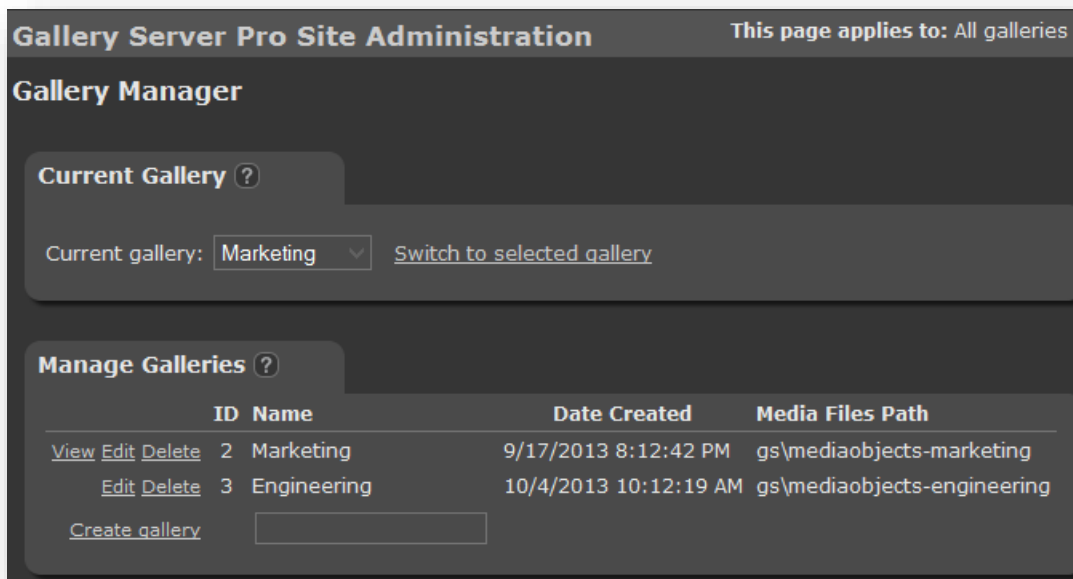 Gallery Server Pro Site Administration This page applies to: All galleries
Gallery Manager
Current Gallery ?
Current gallery: Marketing Switch to selected gallery
Manage Galleries ?
ID Name Date Created Media Files Path
View Edit Delete 2 Marketing 9/17/2013 8:12:42 PM gs\mediaobjects-marketing
Edit Delete 3 Engineering 10/4/2013 10:12:19 AM gs\mediaobjects-engineering
Create gallery